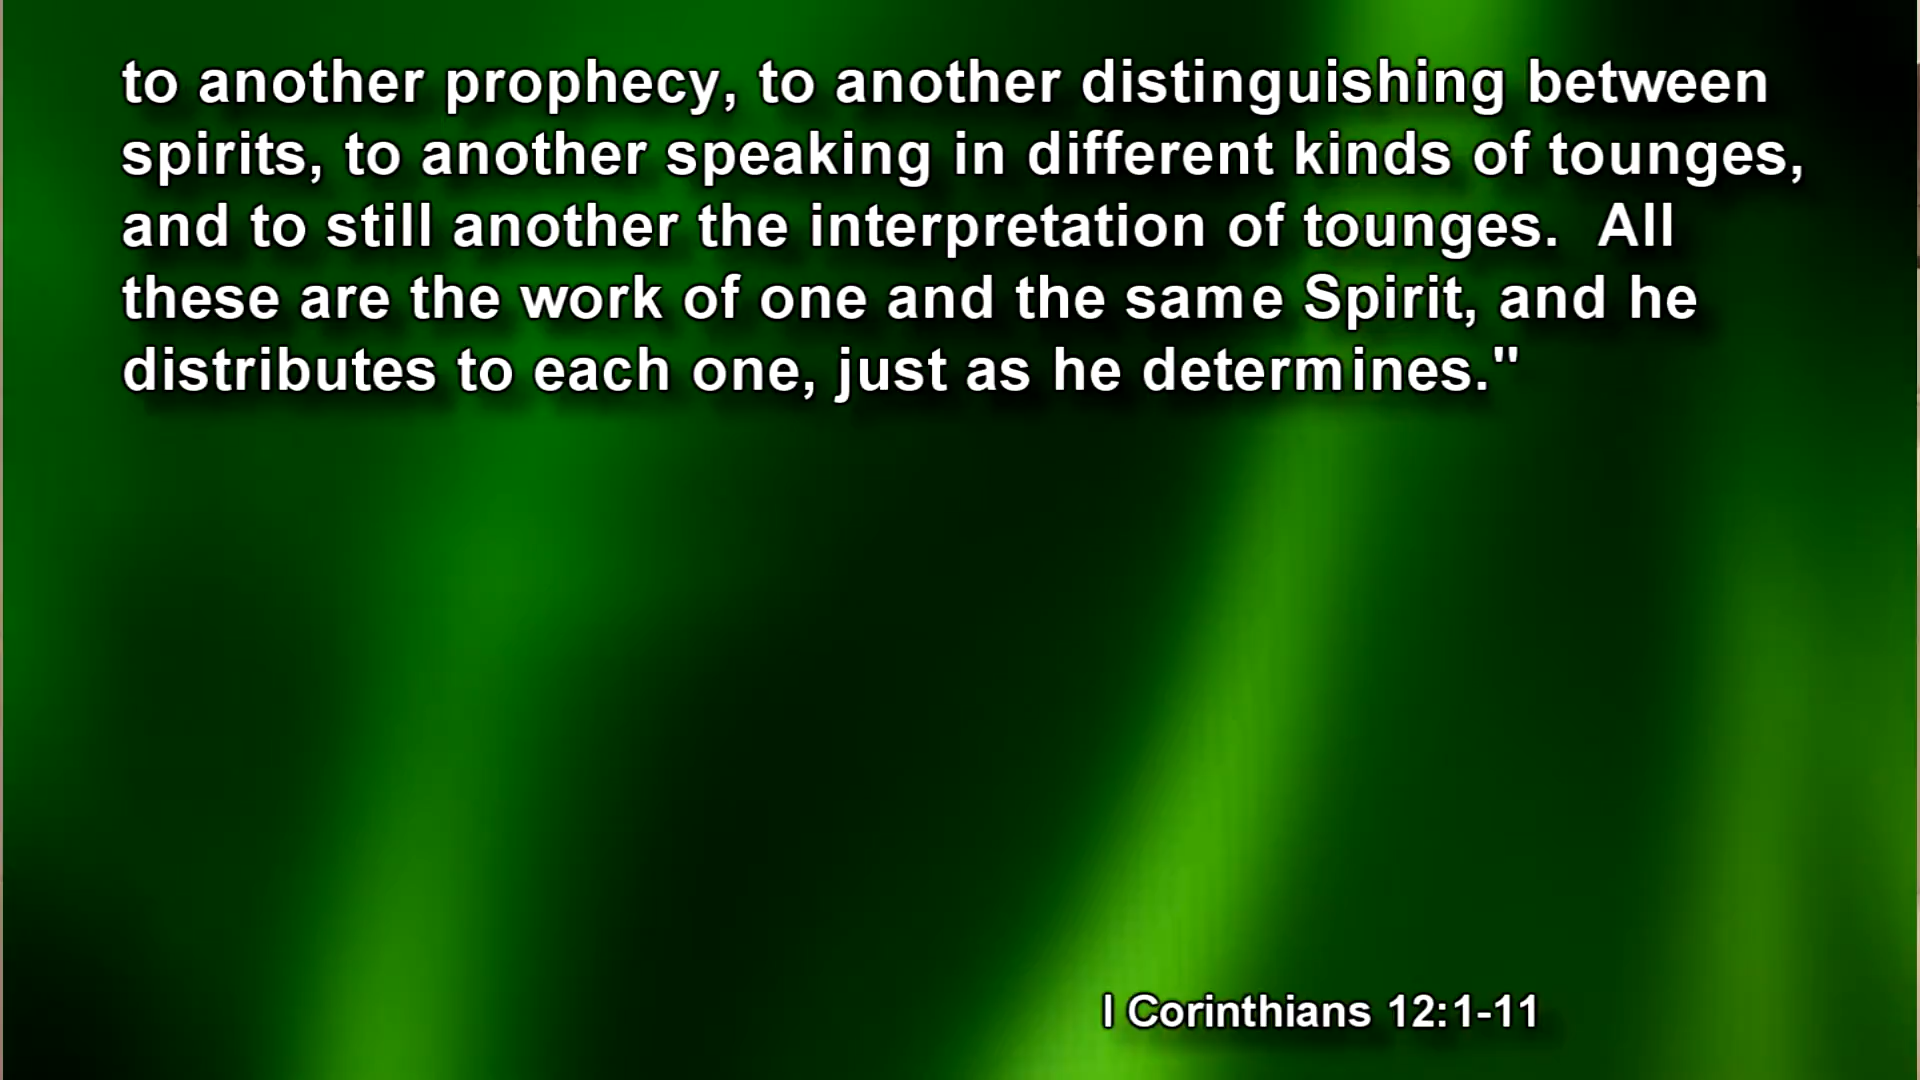 to another prophecy, to another distinguishing between
spirits, to another speaking in different kinds of tounges,
and to still another the interpretation of tounges.  All
these are the work of one and the same Spirit, and he
distributes to each one, just as he determines."
I Corinthians 12:1-11